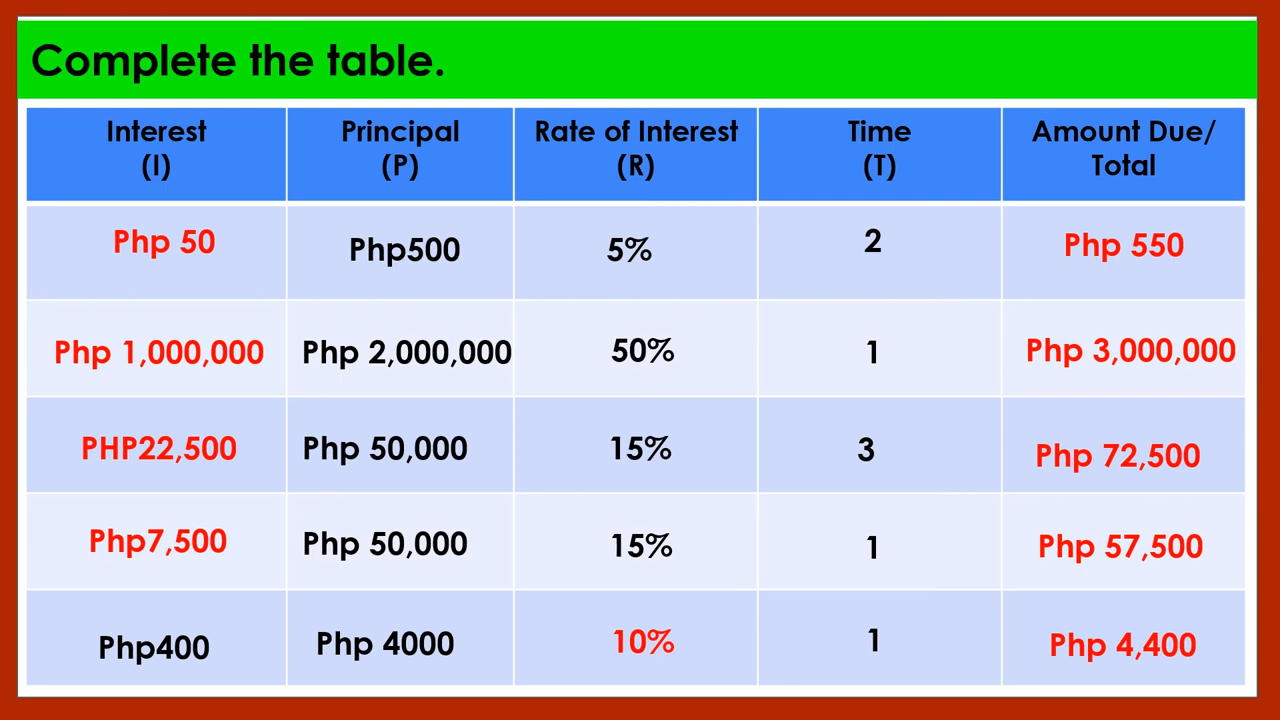 Complete the table.
Interest Principal Rate of Interest Time Amount Due/
(I) (P) (R) (T) Total
Php 50 Php500 5% 2 Php 550
Php 1,000,000 Php 2,000,000 50% 1 Php 3,000,000
PHP22,500 Php 50,000 15% 3 Php 72,500
Php7,500 Php 50,000 15% 1 Php 57,500
Php400 Php 4000 10% 1 Php 4,400